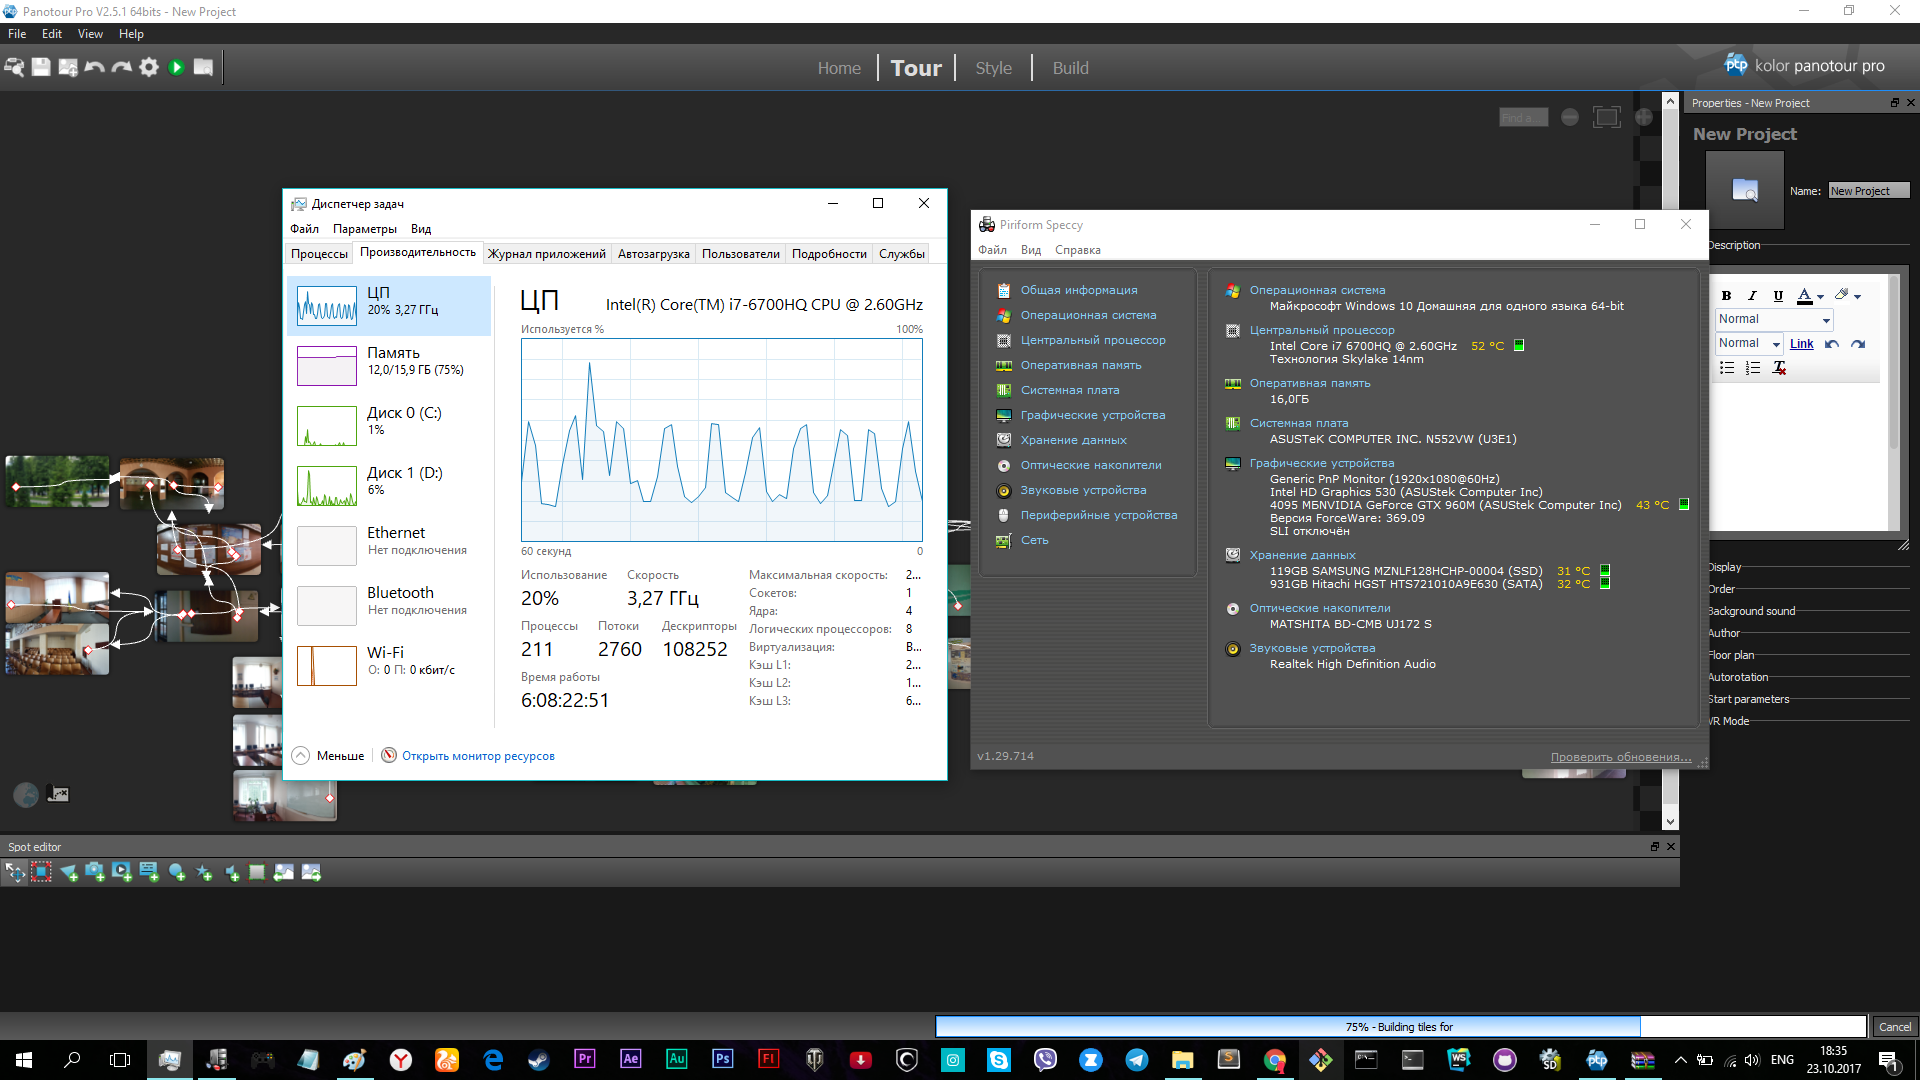 Panotour Pro V2.5.1 64bits - New Project
File Edit View Help
Home Tour Style Build
kolor panotour pro
Find a...
Properties - New Project
New Project
Name: New Project
Description
Normal
Normal Link
Display
Order
Background sound
Author
Floor plan
Autorotation
Start parameters
VR Mode
Диспетчер задач
Файл Параметры Вид
Процессы Производительность Журнал приложений Автозагрузка Пользователи Подробности Службы
ЦП
20% 3,27 ГГц
Память
12,0/15,9 ГБ (75%)
Диск 0 (C:)
1%
Диск 1 (D:)
6%
Ethernet
Нет подключения
Bluetooth
Нет подключения
Wi-Fi
О: 0 П: 0 кбит/с
ЦП Intel(R) Core(TM) i7-6700HQ CPU @ 2.60GHz
Используется % 100%
60 секунд 0
Использование Скорость
20% 3,27 ГГц
Процессы Потоки Дескрипторы
211 2760 108252
Время работы
6:08:22:51
Максимальная скорость: 2...
Сокетов: 1
Ядра: 4
Логических процессоров: 8
Виртуализация: В...
Кэш L1: 2...
Кэш L2: 1...
Кэш L3: 6...
Меньше Открыть монитор ресурсов
Piriform Speccy
Файл Вид Справка
Общая информация
Операционная система
Центральный процессор
Оперативная память
Системная плата
Графические устройства
Хранение данных
Оптические накопители
Звуковые устройства
Периферийные устройства
Сеть
Операционная система
Майкрософт Windows 10 Домашняя для одного языка 64-bit
Центральный процессор
Intel Core i7 6700HQ @ 2.60GHz 52 °C
Технология Skylake 14nm
Оперативная память
16,0ГБ
Системная плата
ASUSTeK COMPUTER INC. N552VW (U3E1)
Графические устройства
Generic PnP Monitor (1920x1080@60Hz)
Intel HD Graphics 530 (ASUStek Computer Inc)
4095 МБNVIDIA GeForce GTX 960M (ASUStek Computer Inc) 43 °C
Версия ForceWare: 369.09
SLI отключён
Хранение данных
119GB SAMSUNG MZNLF128HCHP-00004 (SSD) 31 °C
931GB Hitachi HGST HTS721010A9E630 (SATA) 32 °C
Оптические накопители
MATSHITA BD-CMB UJ172 S
Звуковые устройства
Realtek High Definition Audio
v1.29.714 Проверить обновления...
Spot editor
75% - Building tiles for Cancel
Pr Ae Au Ps Fl
ENG
18:35
23.10.2017